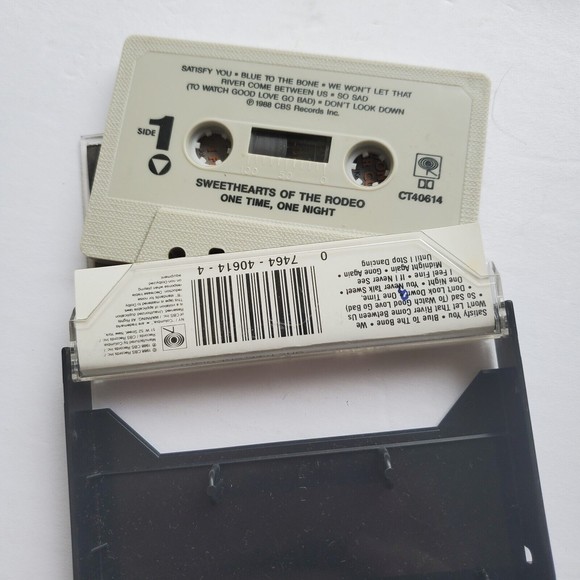 SATISFY YOU • BLUE TO THE BONE • WE WON'T LET THAT
RIVER COME BETWEEN US • SO SAD
(TO WATCH GOOD LOVE GO BAD) • DON'T LOOK DOWN
℗ 1988 CBS Records Inc.
SIDE 1
SWEETHEARTS OF THE RODEO
ONE TIME, ONE NIGHT
CT40614
Satisfy You • Blue To The Bone • We
Won't Let That River Come Between Us
• So Sad (To Watch Good Love Go Bad)
• Don't Look Down • One Time,
One Night • You Never Talk Sweet •
I Feel Fine • If I Never See
Midnight Again • Gone Again •
Until I Stop Dancing
0 7464-40614-4